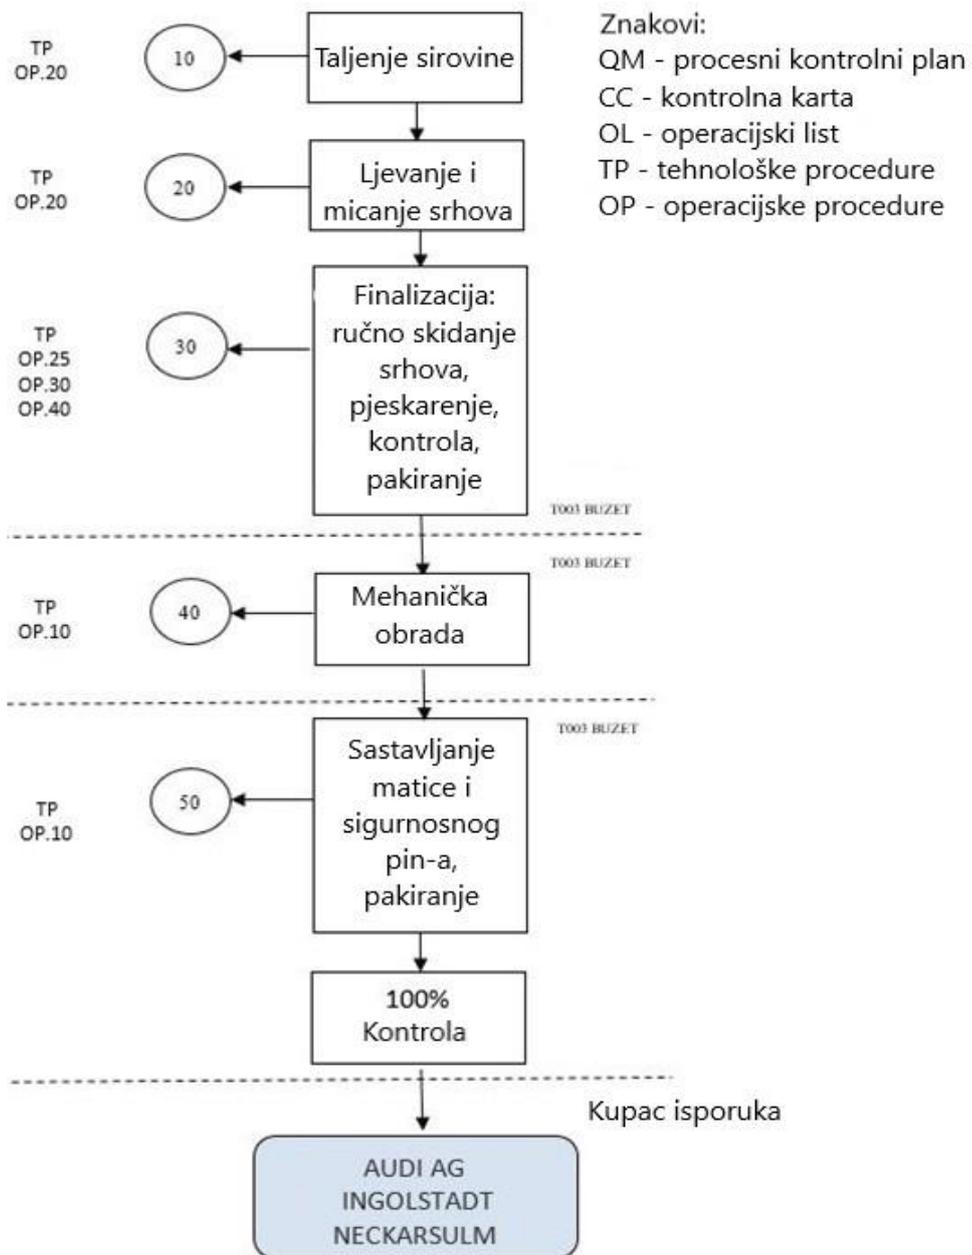 TP
OP.20
10
Taljenje sirovine
Znakovi:
QM - procesni kontrolni plan
CC - kontrolna karta
OL - operacijski list
TP - tehnološke procedure
OP - operacijske procedure
TP
OP.20
20
Ljevanje i
micanje srhova
TP
OP.25
OP.30
OP.40
30
Finalizacija:
ručno skidanje
srhova,
pjeskarenje,
kontrola,
pakiranje
T003 BUZET
T003 BUZET
TP
OP.10
40
Mehanička
obrada
T003 BUZET
TP
OP.10
50
Sastavljanje
matice i
sigurnosnog
pin-a,
pakiranje
100%
Kontrola
Kupac isporuka
AUDI AG
INGOLSTADT
NECKARSULM